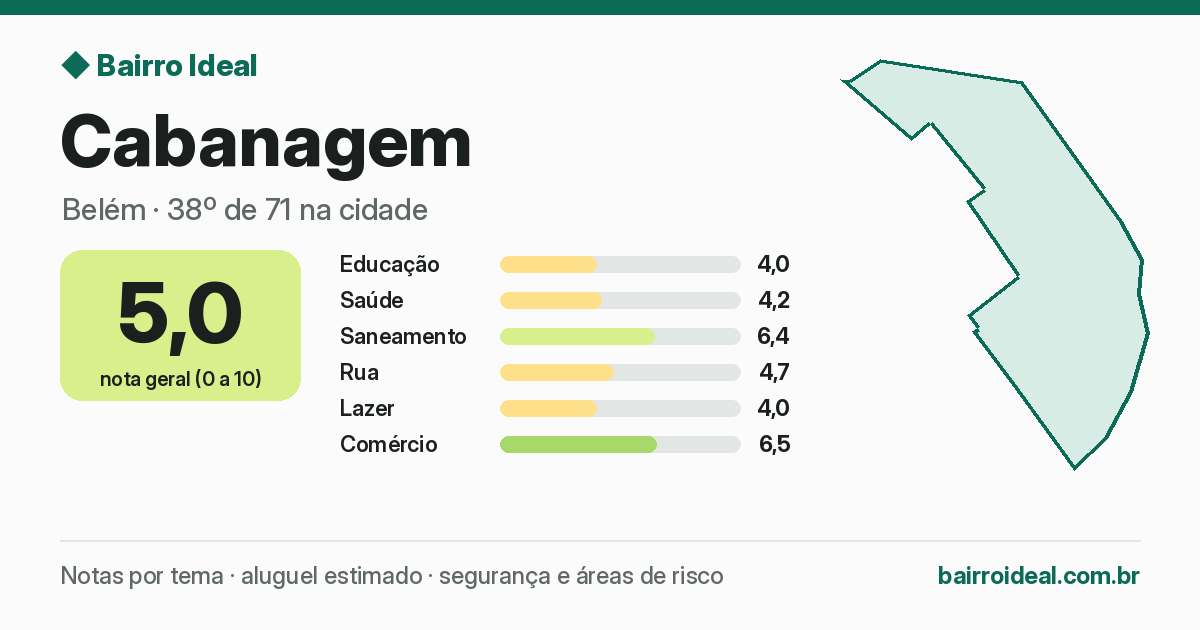 Bairro Ideal
Cabanagem
Belém · 38º de 71 na cidade
5,0
nota geral (0 a 10)
Educação 4,0
Saúde 4,2
Saneamento 6,4
Rua 4,7
Lazer 4,0
Comércio 6,5
Notas por tema · aluguel estimado · segurança e áreas de risco
bairroideal.com.br